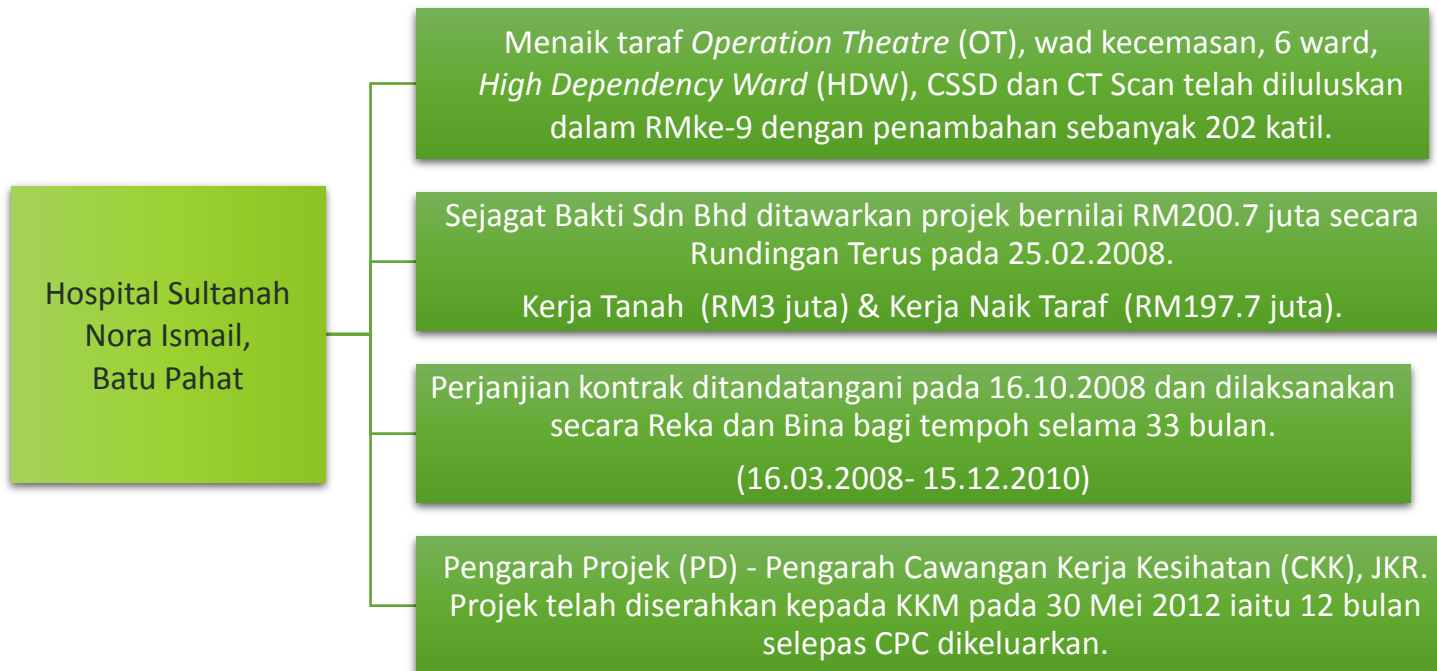 Hospital Sultanah
Nora Ismail,
Batu Pahat
Menaik taraf Operation Theatre (OT), wad kecemasan, 6 ward,
High Dependency Ward (HDW), CSSD dan CT Scan telah diluluskan
dalam RMke-9 dengan penambahan sebanyak 202 katil.
Sejagat Bakti Sdn Bhd ditawarkan projek bernilai RM200.7 juta secara
Rundingan Terus pada 25.02.2008.
Kerja Tanah (RM3 juta) & Kerja Naik Taraf (RM197.7 juta).
Perjanjian kontrak ditandatangani pada 16.10.2008 dan dilaksanakan
secara Reka dan Bina bagi tempoh selama 33 bulan.
(16.03.2008- 15.12.2010)
Pengarah Projek (PD) - Pengarah Cawangan Kerja Kesihatan (CKK), JKR.
Projek telah diserahkan kepada KKM pada 30 Mei 2012 iaitu 12 bulan
selepas CPC dikeluarkan.